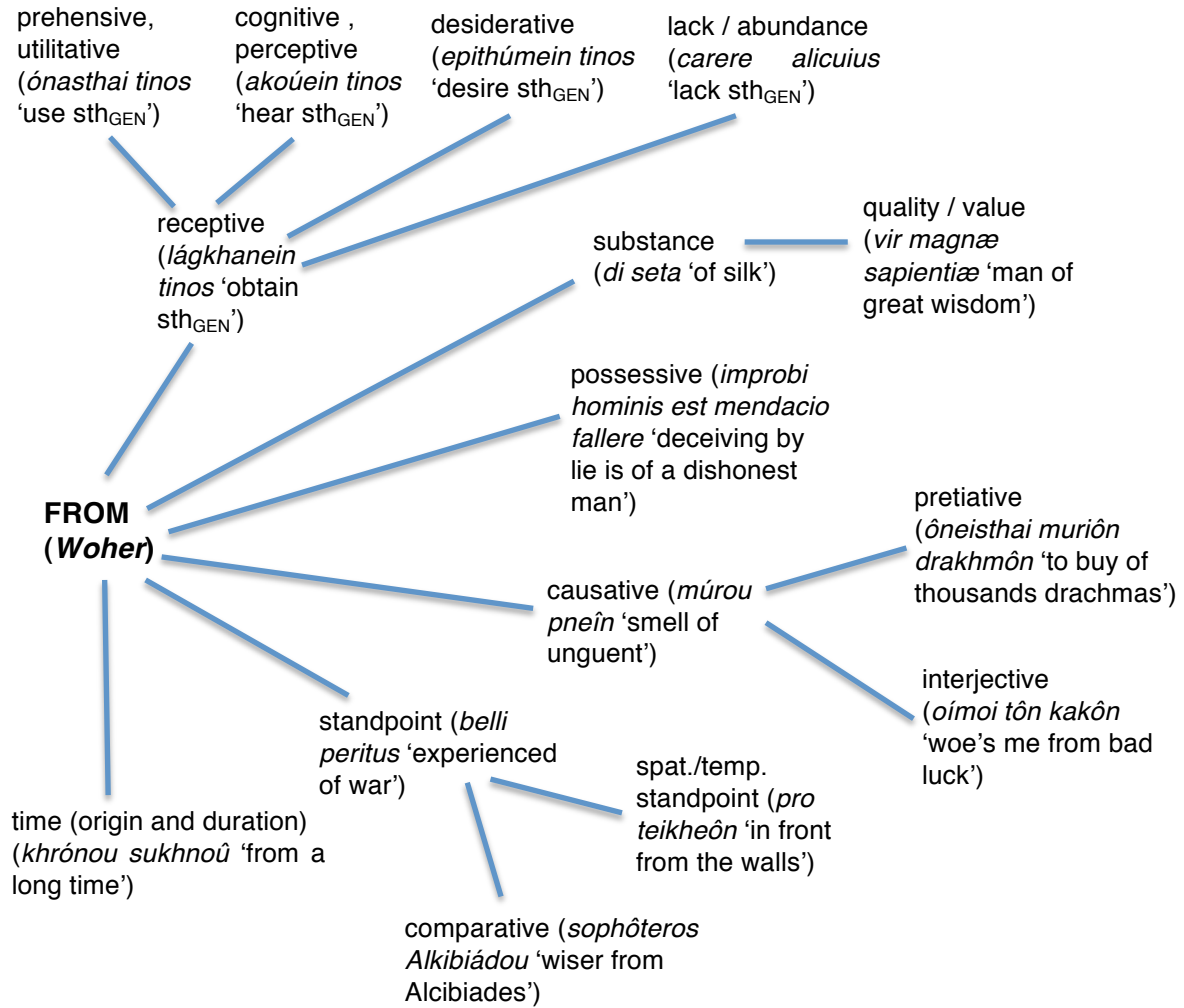 prehensive,
utilitative
(ónasthai tinos
‘use sthGEN’)
cognitive ,
perceptive
(akoúein tinos
‘hear sthGEN’)
desiderative
(epithúmein tinos
‘desire sthGEN’)
lack / abundance
(carere alicuius
‘lack sthGEN’)
receptive
(lágkhanein
tinos ‘obtain
sthGEN’)
substance
(di seta ‘of silk’)
quality / value
(vir magnæ
sapientiæ ‘man of
great wisdom’)
possessive (improbi
hominis est mendacio
fallere ‘deceiving by
lie is of a dishonest
man’)
FROM
(Woher)
pretiative
(ôneisthai muriôn
drakhmôn ‘to buy of
thousands drachmas’)
causative (múrou
pneîn ‘smell of
unguent’)
interjective
(oímoi tôn kakôn
‘woe’s me from bad
luck’)
standpoint (belli
peritus ‘experienced
of war’)
spat./temp.
standpoint (pro
teikheôn ‘in front
from the walls’)
time (origin and duration)
(khrónou sukhnoû ‘from a
long time’)
comparative (sophôteros
Alkibiádou ‘wiser from
Alcibiades’)